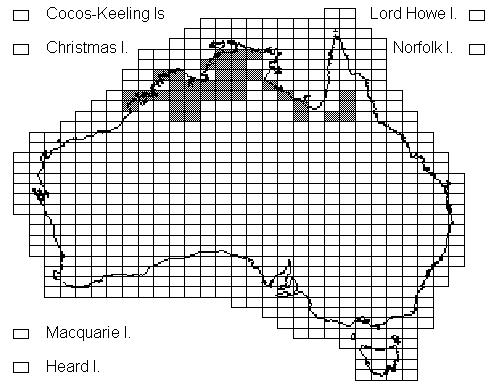 Cocos-Keeling Is
Lord Howe I.
Christmas I.
Norfolk I.
Macquarie I.
Heard I.